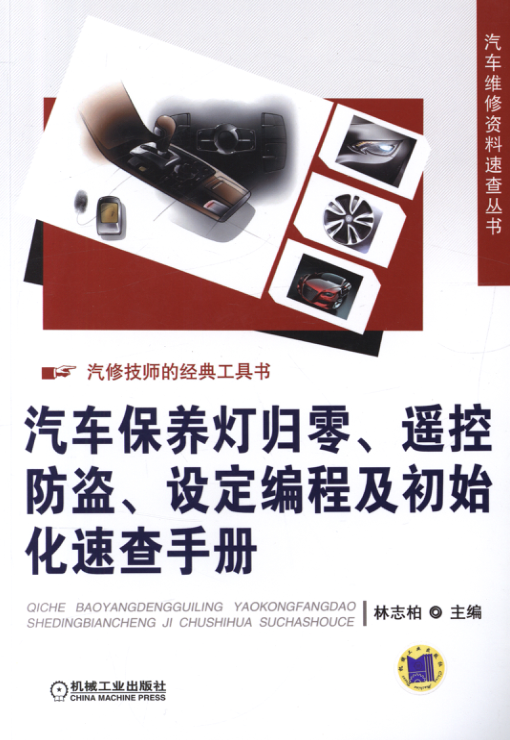 汽车维修资料速查丛书
汽修技师的经典工具书
汽车保养灯归零、遥控
防盗、设定编程及初始
化速查手册
QICHE BAOYANGDENGGUILING YAOKONGFANGDAO
SHEDINGBIANCHENG JI CHUSHIHUA SUCHASHOUCE
林志柏 主编
机械工业出版社
CHINA MACHINE PRESS